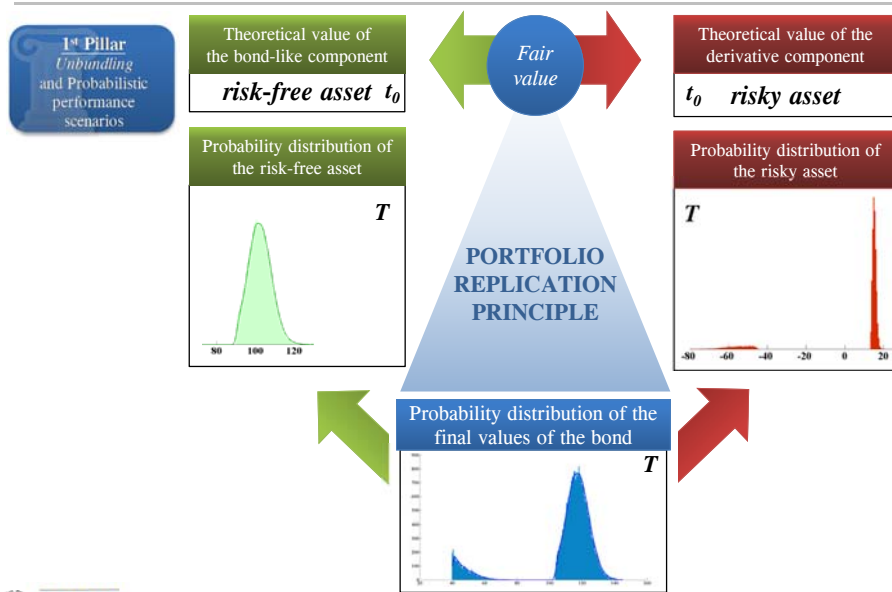 1st Pillar
Unbundling
and Probabilistic
performance
scenarios
Theoretical value of
the bond-like component
risk-free asset t0
Fair
value
Theoretical value of the
derivative component
t0 risky asset
Probability distribution of
the risk-free asset
T
80 100 120
PORTFOLIO
REPLICATION
PRINCIPLE
Probability distribution of
the risky asset
T
-80 -60 -40 -20 0 20
Probability distribution of the
final values of the bond
T